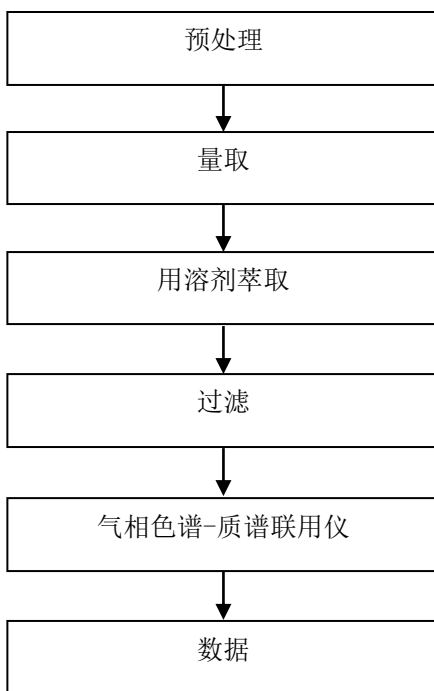 预处理
量取
用溶剂萃取
过滤
气相色谱-质谱联用仪
数据